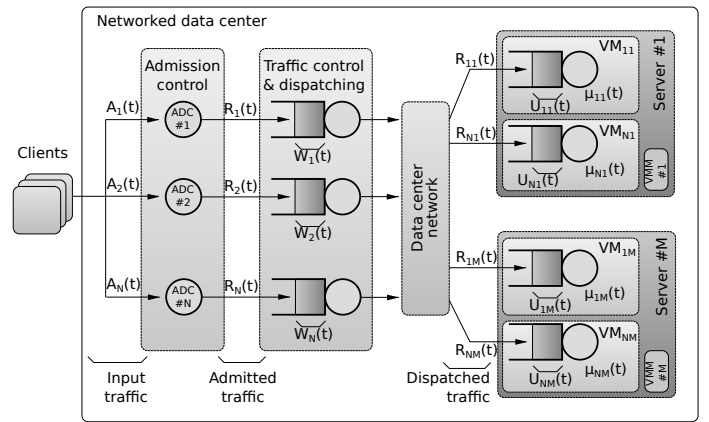 Networked data center
Admission
control
Traffic control
& dispatching
Clients
A1(t)
ADC
#1
R1(t)
W1(t)
A2(t)
ADC
#2
R2(t)
W2(t)
AN(t)
ADC
#N
RN(t)
WN(t)
Data center
network
R11(t)
VM11
U11(t)
μ11(t)
RN1(t)
VMN1
UN1(t)
μN1(t)
Server #1
VMM
#1
R1M(t)
VM1M
U1M(t)
μ1M(t)
RNM(t)
VMNM
UNM(t)
μNM(t)
Server #M
VMM
#M
Input
traffic
Admitted
traffic
Dispatched
traffic